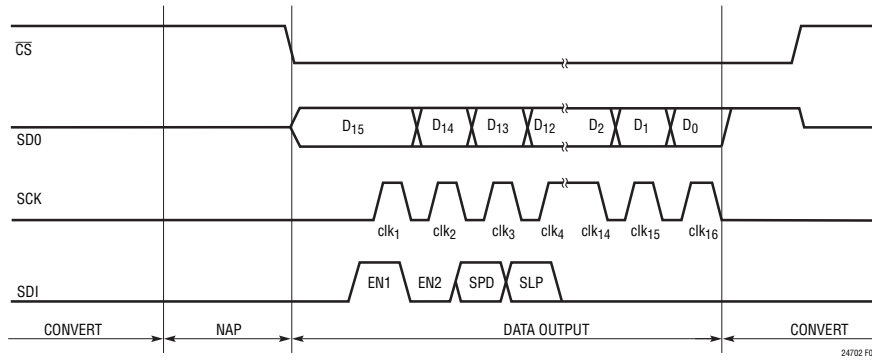 CS
D15 D14 D13 D12 D2 D1 D0
SD0
SCK
clk1 clk2 clk3 clk4 clk14 clk15 clk16
EN1 EN2 SPD SLP
SDI
CONVERT NAP DATA OUTPUT CONVERT
24702 F0